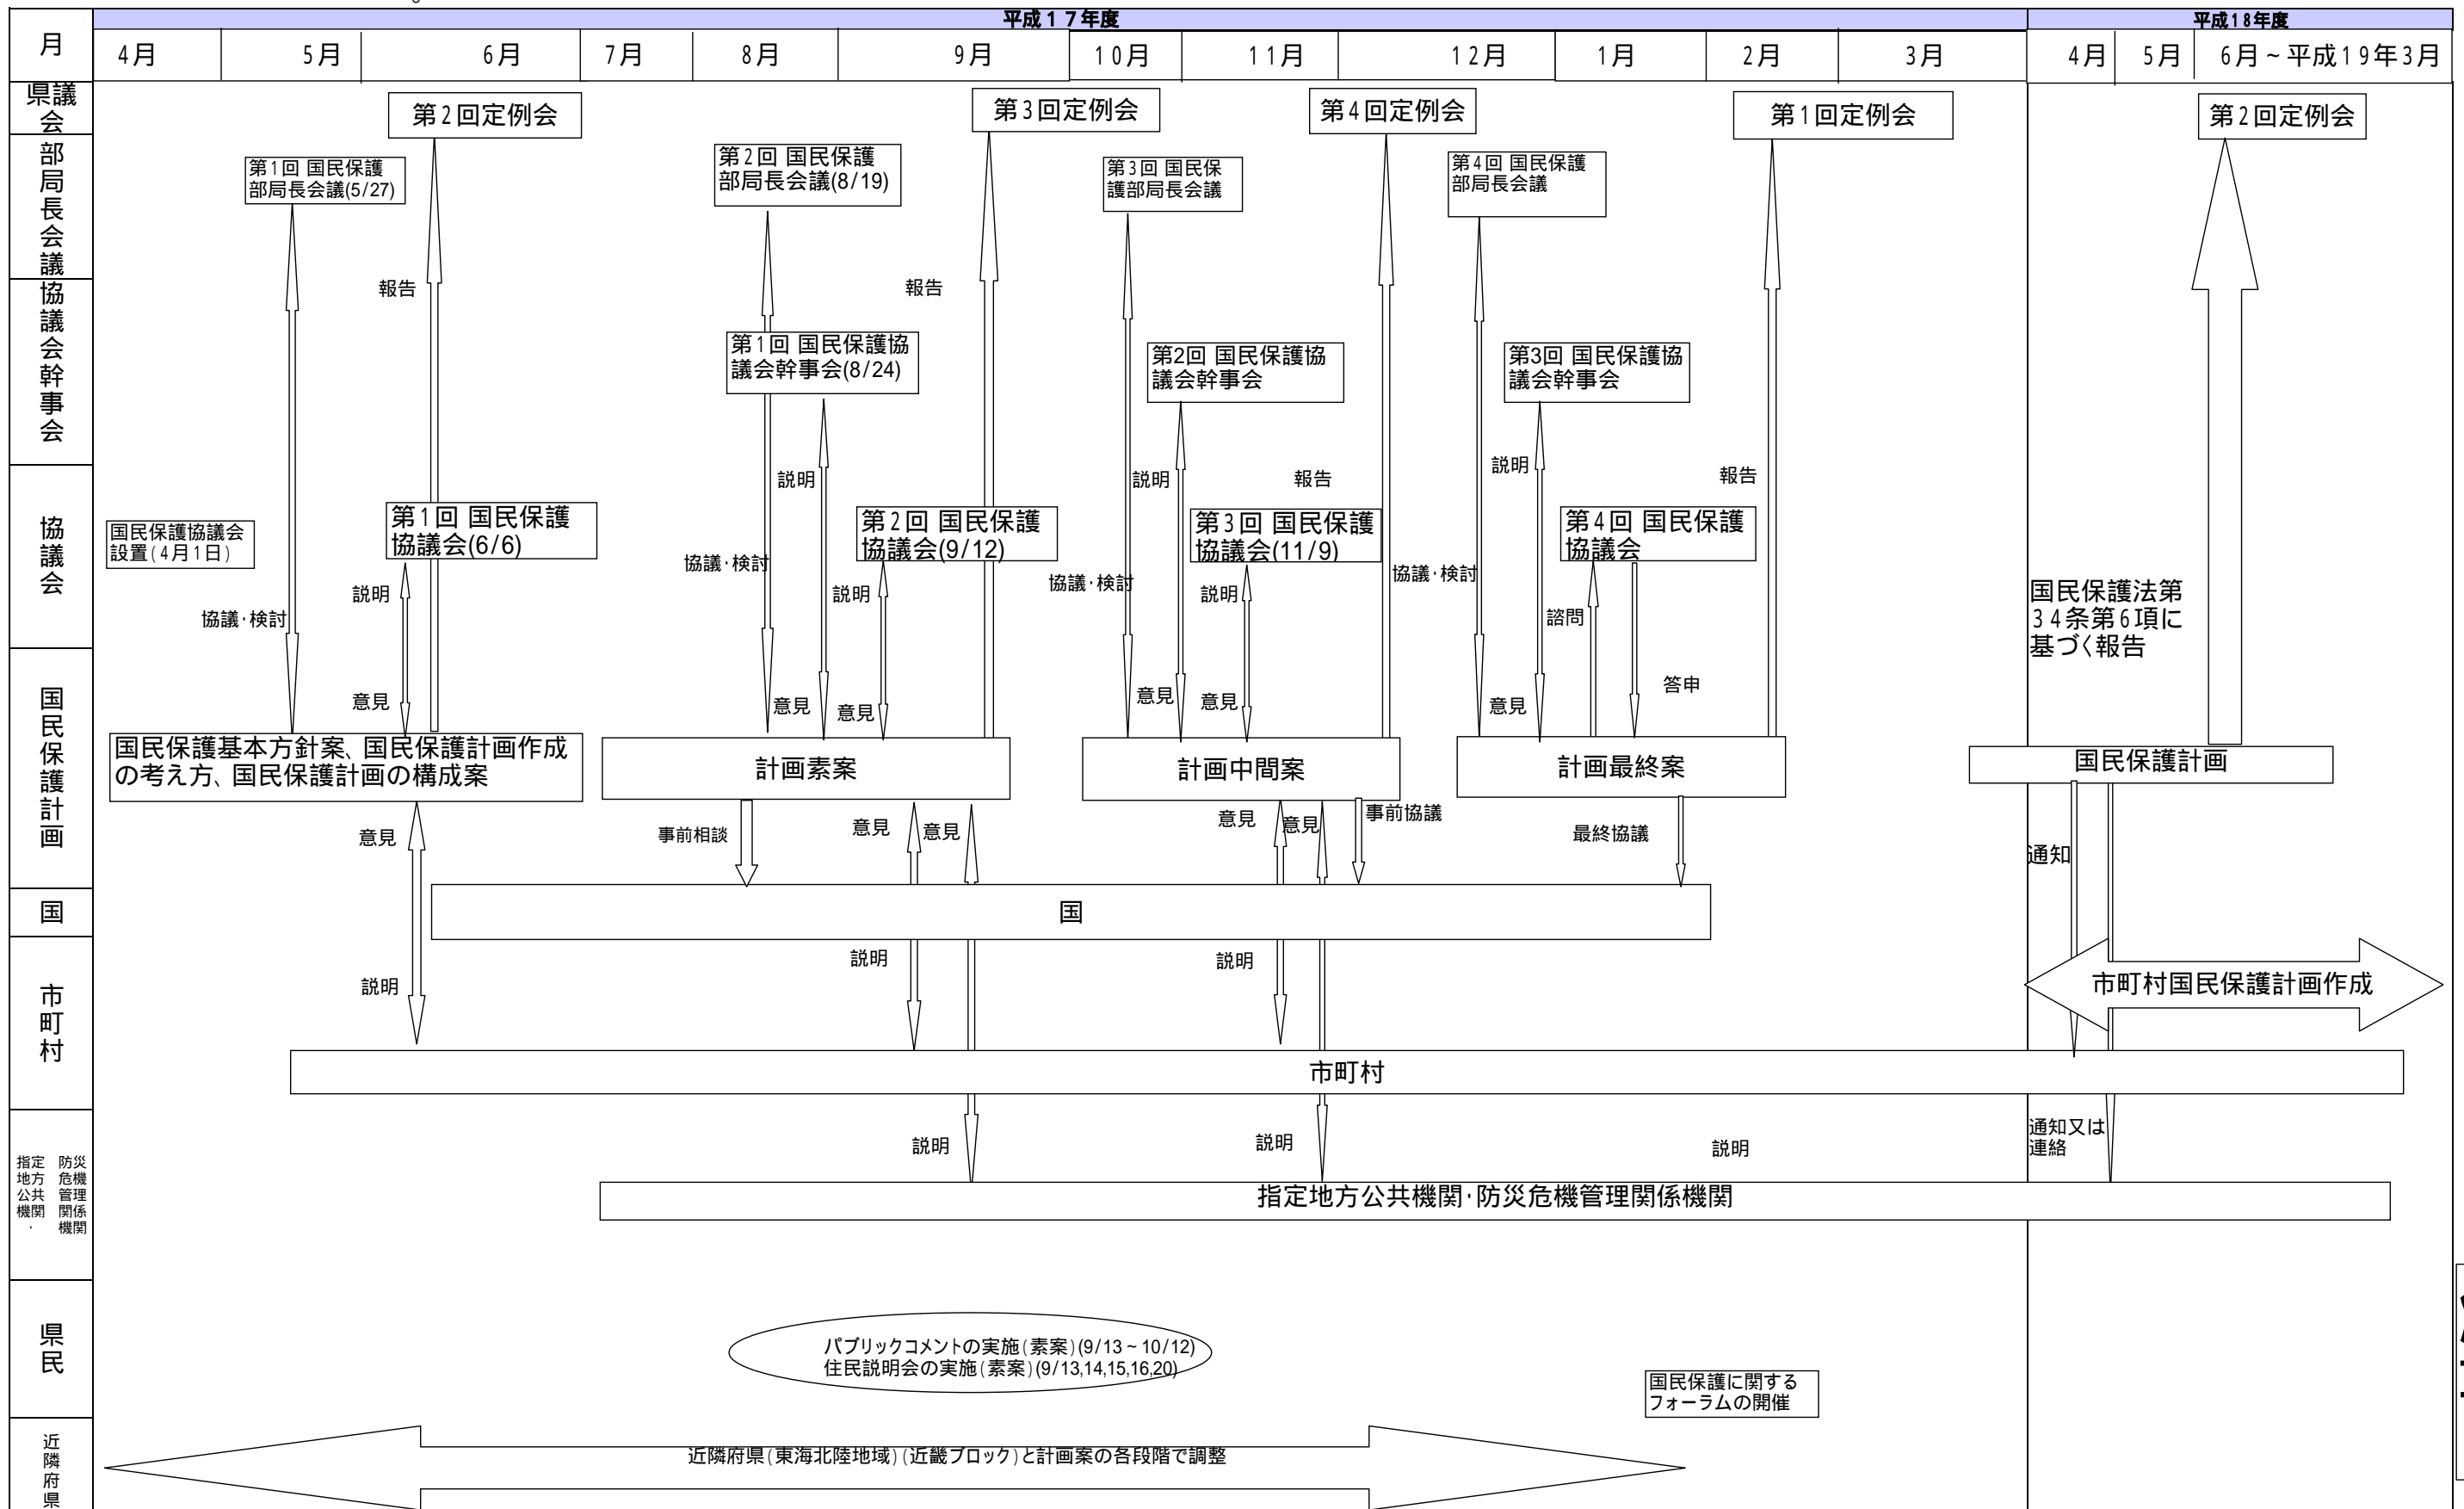 平成17年度
平成18年度
月
4月
5月
6月
7月
8月
9月
10月
11月
12月
1月
2月
3月
4月
5月
6月~平成19年3月
県議
会
第2回定例会
第3回定例会
第4回定例会
第1回定例会
第2回定例会
部局長会議
第1回 国民保護
部局長会議(5/27)
第2回 国民保護
部局長会議(8/19)
第3回 国民保
護部局長会議
第4回 国民保護
部局長会議
報告
報告
協議会幹事会
第1回 国民保護協
議会幹事会(8/24)
第2回 国民保護協
議会幹事会
第3回 国民保護協
議会幹事会
説明
説明
報告
説明
報告
協議会
国民保護協議会
設置(4月1日)
第1回 国民保護
協議会(6/6)
第2回 国民保護
協議会(9/12)
第3回 国民保護
協議会(11/9)
第4回 国民保護
協議会
協議・検討
説明
協議・検討
説明
協議・検討
説明
協議・検討
諮問
国民保護法第
34条第6項に
基づく報告
国民保護計画
意見
意見
意見
意見
意見
意見
答申
国民保護基本方針案、国民保護計画作成
の考え方、国民保護計画の構成案
計画素案
計画中間案
計画最終案
国民保護計画
意見
事前相談
意見
意見
意見
意見
事前協議
最終協議
通知
国
国
市町村
説明
説明
説明
市町村国民保護計画作成
市町村
指定
地方
公共
機関
・
防災
危機
管理
関係
機関
説明
説明
説明
通知又は
連絡
指定地方公共機関・防災危機管理関係機関
県民
パブリックコメントの実施(素案)(9/13~10/12)
住民説明会の実施(素案)(9/13,14,15,16,20)
国民保護に関する
フォーラムの開催
近隣府県
近隣府県(東海北陸地域)(近畿ブロック)と計画案の各段階で調整